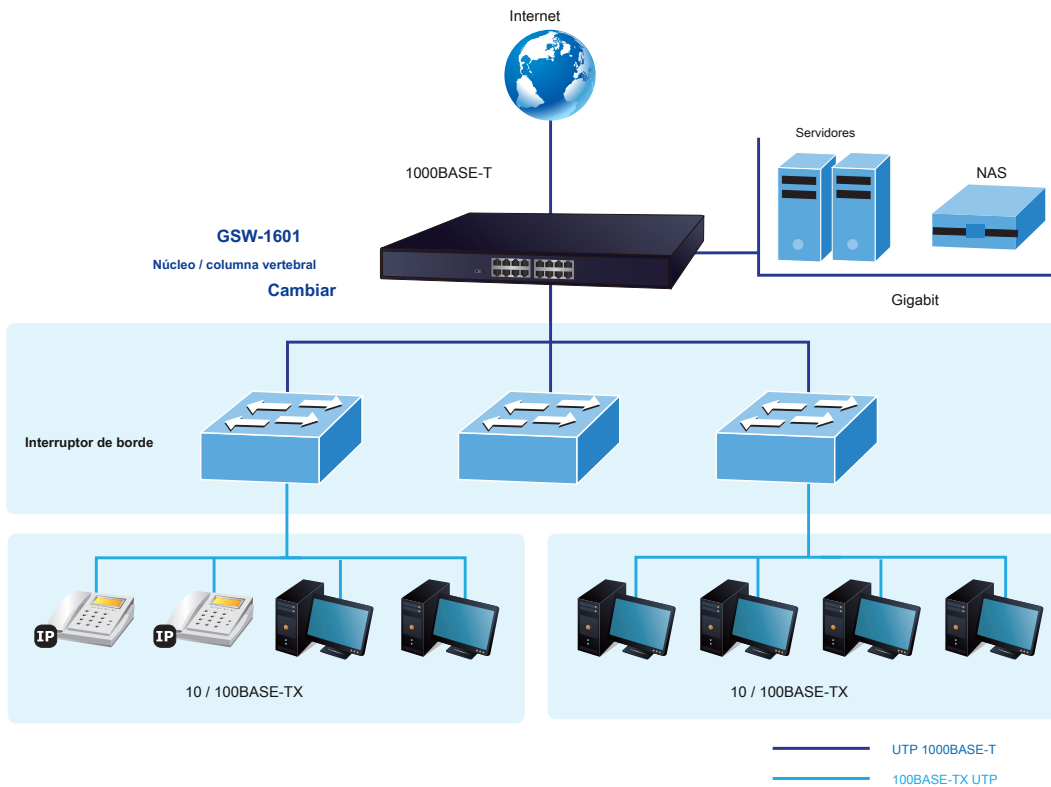 Internet
Servidores
1000BASE-T
NAS
GSW-1601
Núcleo / columna vertebral
Cambiar
Gigabit
Interruptor de borde
IP
IP
10 / 100BASE-TX
10 / 100BASE-TX
UTP 1000BASE-T
100BASE-TX UTP